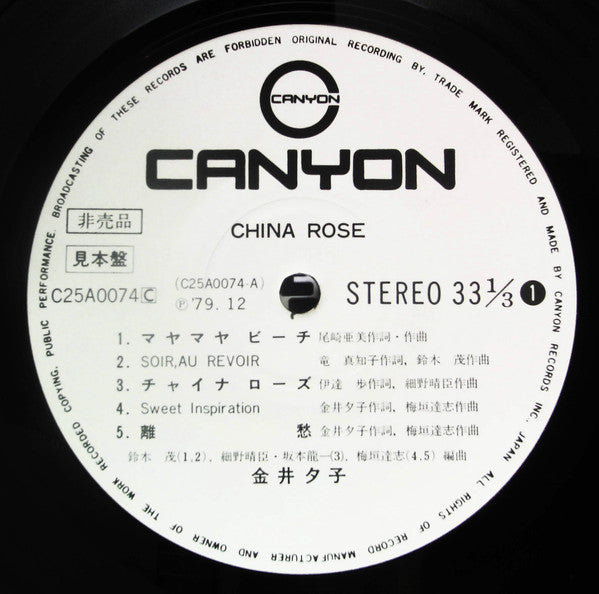 MANUFACTURER AND OWNER OF THE WORK RECORDED COPYING, PUBLIC PERFORMANCE, BROADCASTING OF THESE RECORDS ARE FORBIDDEN ORIGINAL RECORDING BY, TRADE MARK REGISTERED AND MADE BY CANYON RECORDS INC, JAPAN ALL RIGHTS OF RECORD
CANYON
CANYON
CHINA ROSE
非売品
見本盤
C25A0074 C
(C25A0074-A)
Ⓟ'79.12
STEREO 33 1/3 1
1. マヤマヤ ビーチ 尾崎亜美作詞・作曲
2. SOIR,AU REVOIR 竜 真知子作詞, 鈴木 茂作曲
3. チャイナ ローズ 伊達 歩作詞, 細野晴臣作曲
4. Sweet Inspiration 金井夕子作詞, 梅垣達志作曲
5. 離 愁 金井夕子作詞, 梅垣達志作曲
鈴木 茂(1,2), 細野晴臣・坂本龍一(3), 梅垣達志(4,5) 編曲
金井夕子